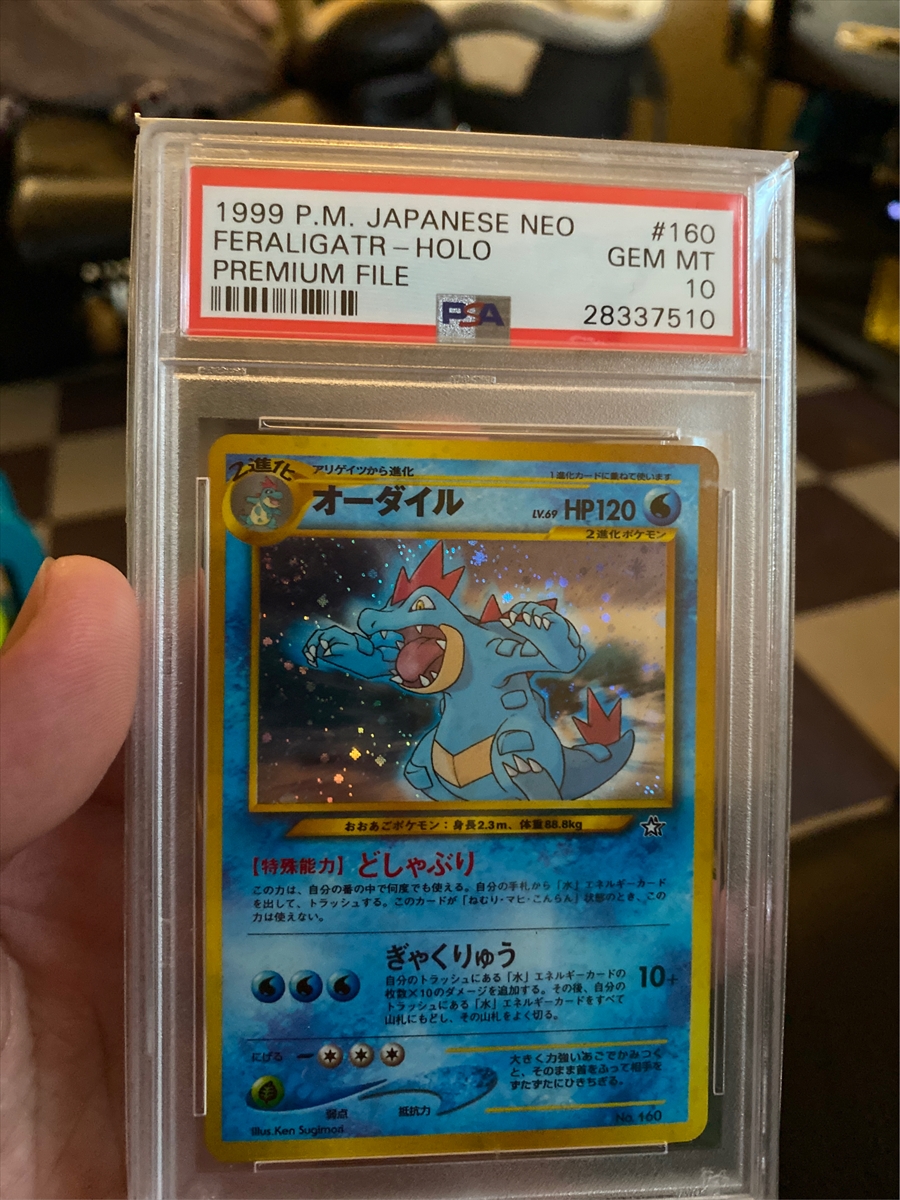 1999 P.M. JAPANESE NEO #160
FERALIGATR - HOLO GEM MT
PREMIUM FILE 10
PSA 28337510
2進化 アリゲイツから進化 1進化カードに重ねて使います
オーダイル LV.69 HP120
2進化ポケモン
おおあごポケモン：身長2.3m、体重88.8kg
【特殊能力】どしゃぶり
この力は、自分の番の中で何度でも使える。自分の手札から「水」エネルギーカード
を出して、トラッシュする。このカードが「ねむり・マヒ・こんらん」状態のとき、この
力は使えない。
ぎゃくりゅう
自分のトラッシュにある「水」エネルギーカードの
枚数×10のダメージを追加する。その後、自分の
トラッシュにある「水」エネルギーカードをすべて
山札にもどし、その山札をよく切る。
10+
にげる
大きく力強いあごでかみつく
と、そのまま首をふって相手を
ずたずたにひきちぎる。
弱点 抵抗力
No.160
Illus.Ken Sugimori